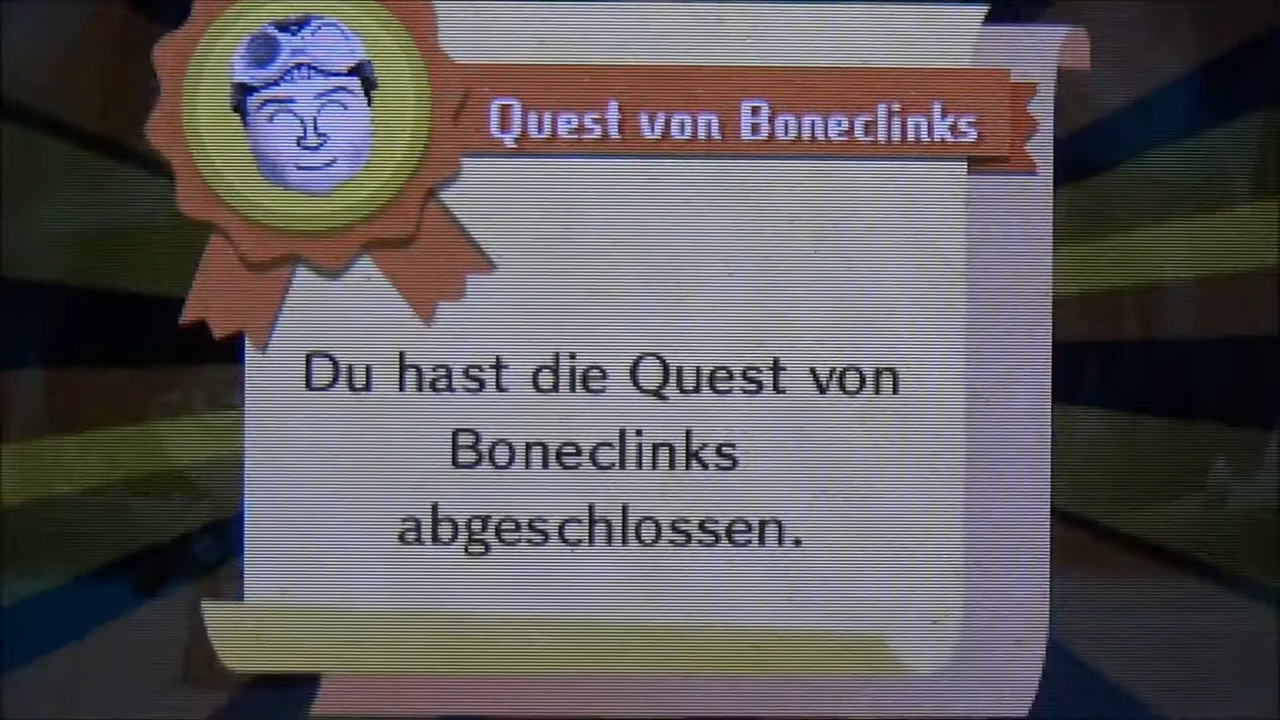 Quest von Boneclinks
Du hast die Quest von
Boneclinks
abgeschlossen.